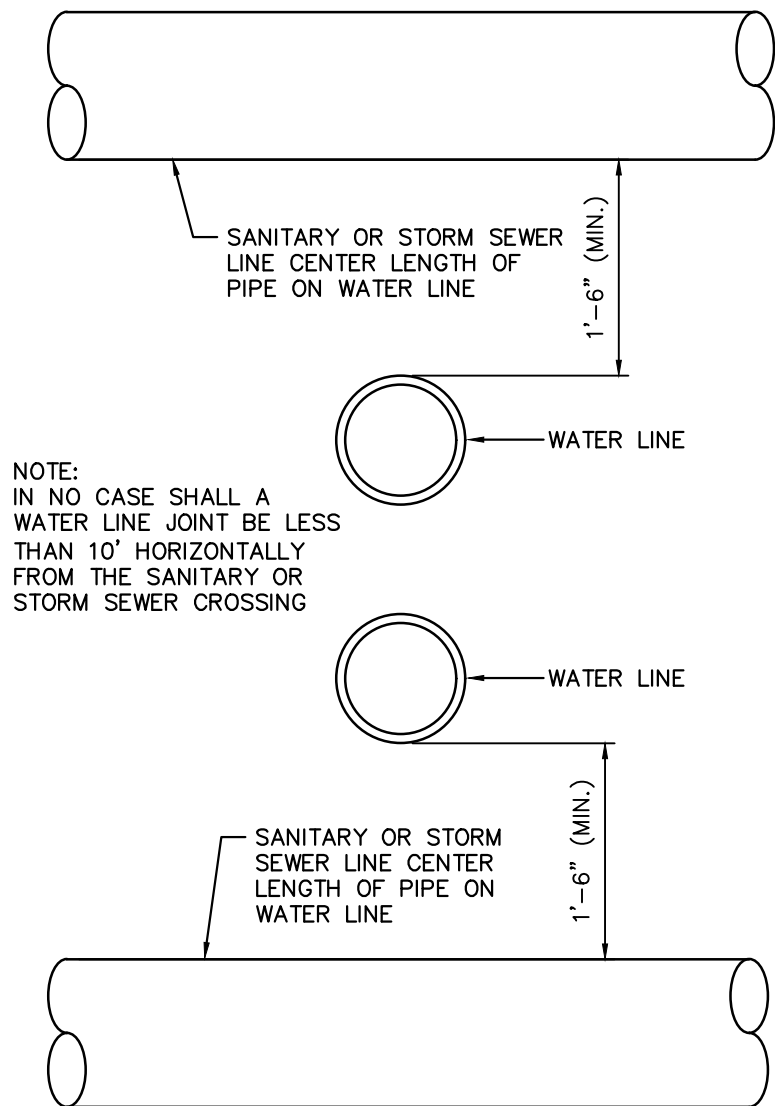 SANITARY OR STORM SEWER
LINE CENTER LENGTH OF
PIPE ON WATER LINE
1'-6" (MIN.)
WATER LINE
NOTE:
IN NO CASE SHALL A
WATER LINE JOINT BE LESS
THAN 10' HORIZONTALLY
FROM THE SANITARY OR
STORM SEWER CROSSING
WATER LINE
SANITARY OR STORM
SEWER LINE CENTER
LENGTH OF PIPE ON
WATER LINE
1'-6" (MIN.)